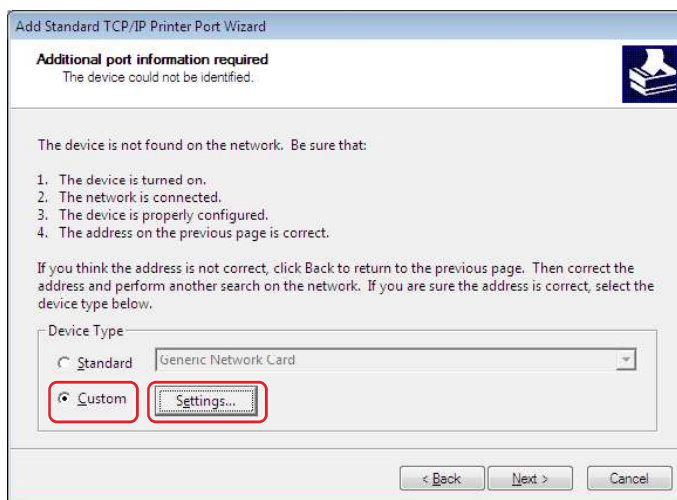 Add Standard TCP/IP Printer Port Wizard
Additional port information required
The device could not be identified.
The device is not found on the network.  Be sure that:
1.  The device is turned on.
2.  The network is connected.
3.  The device is properly configured.
4.  The address on the previous page is correct.
If you think the address is not correct, click Back to return to the previous page.  Then correct the
address and perform another search on the network.  If you are sure the address is correct, select the
device type below.
Device Type
Standard
Generic Network Card
Custom
Settings...
< Back
Next >
Cancel